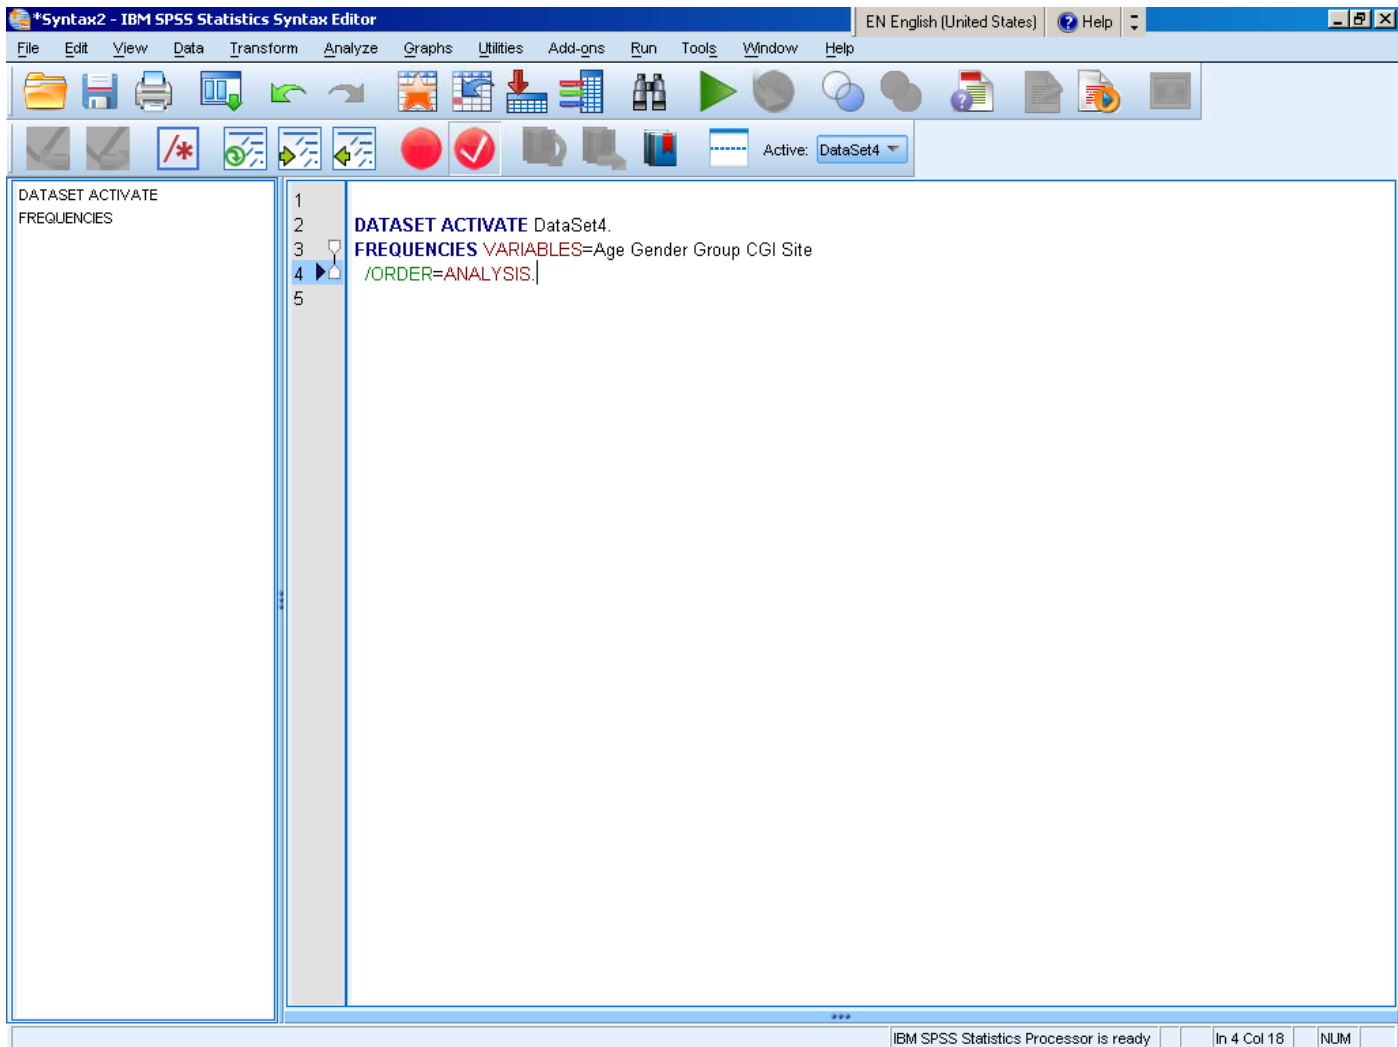 *Syntax2 - IBM SPSS Statistics Syntax Editor
EN English (United States) Help
File Edit View Data Transform Analyze Graphs Utilities Add-ons Run Tools Window Help
/*
Active: DataSet4
DATASET ACTIVATE
FREQUENCIES
1
2 DATASET ACTIVATE DataSet4.
3 FREQUENCIES VARIABLES=Age Gender Group CGI Site
4 /ORDER=ANALYSIS.
5
IBM SPSS Statistics Processor is ready In 4 Col 18 NUM